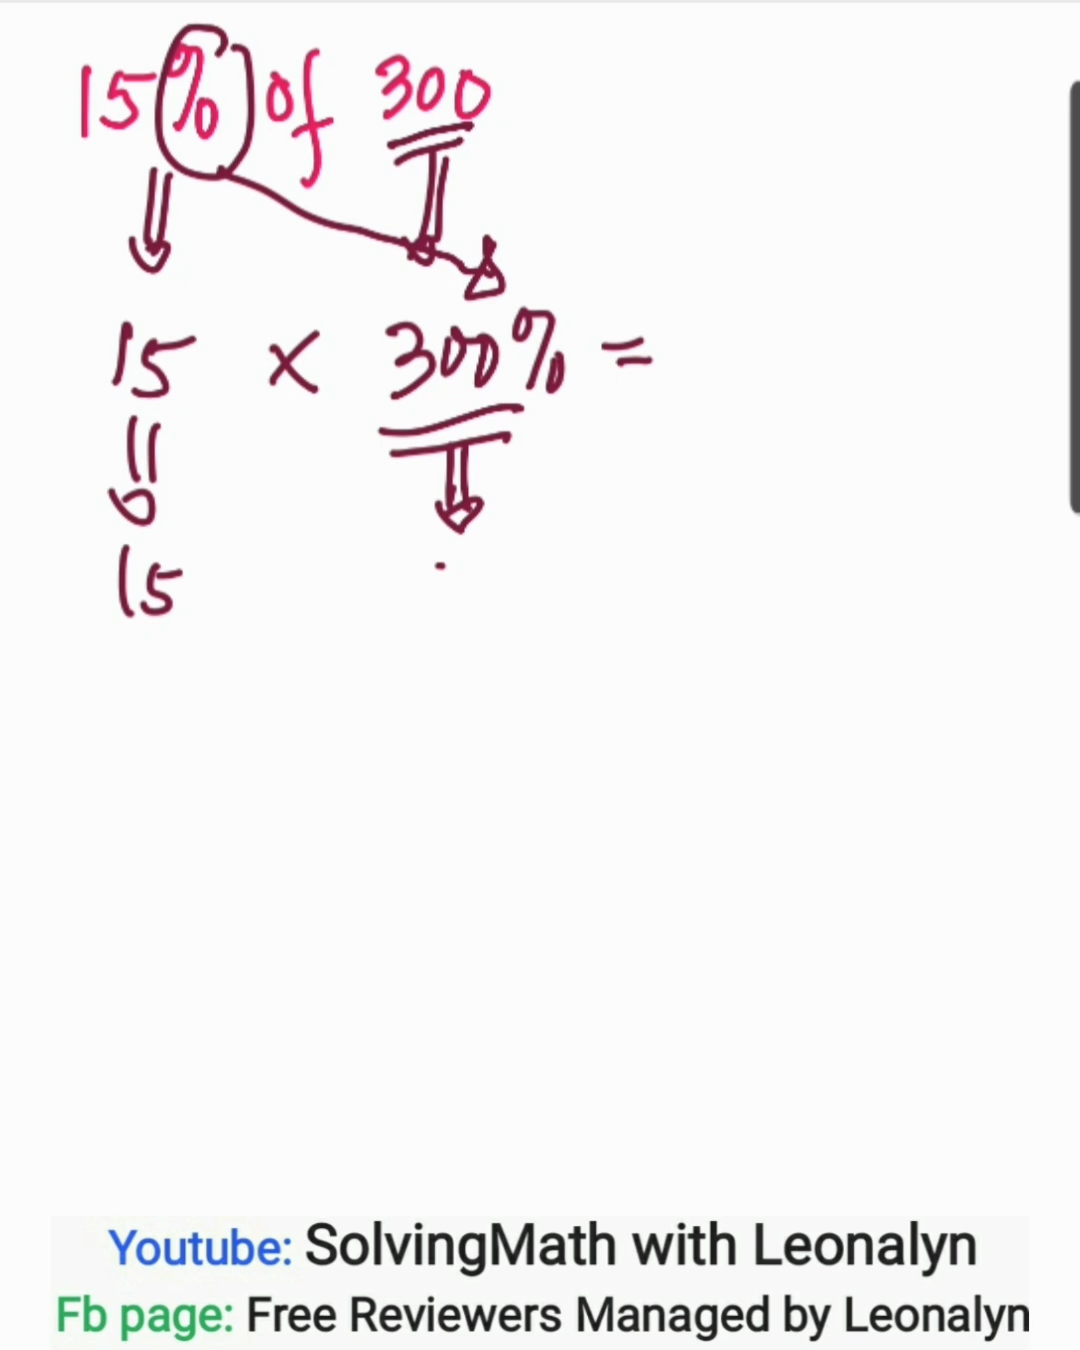 15% of 300
15 x 300% =
15
Youtube: SolvingMath with Leonalyn
Fb page: Free Reviewers Managed by Leonalyn